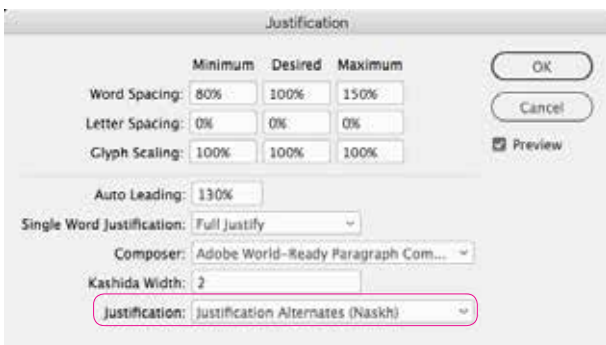 Justification
Minimum Desired Maximum
Word Spacing: 80% 100% 150%
Letter Spacing: 0% 0% 0%
Glyph Scaling: 100% 100% 100%
Auto Leading: 130%
Single Word Justification: Full Justify
Composer: Adobe World-Ready Paragraph Com...
Kashida Width: 2
Justification: Justification Alternates (Naskh)
OK
Cancel
Preview